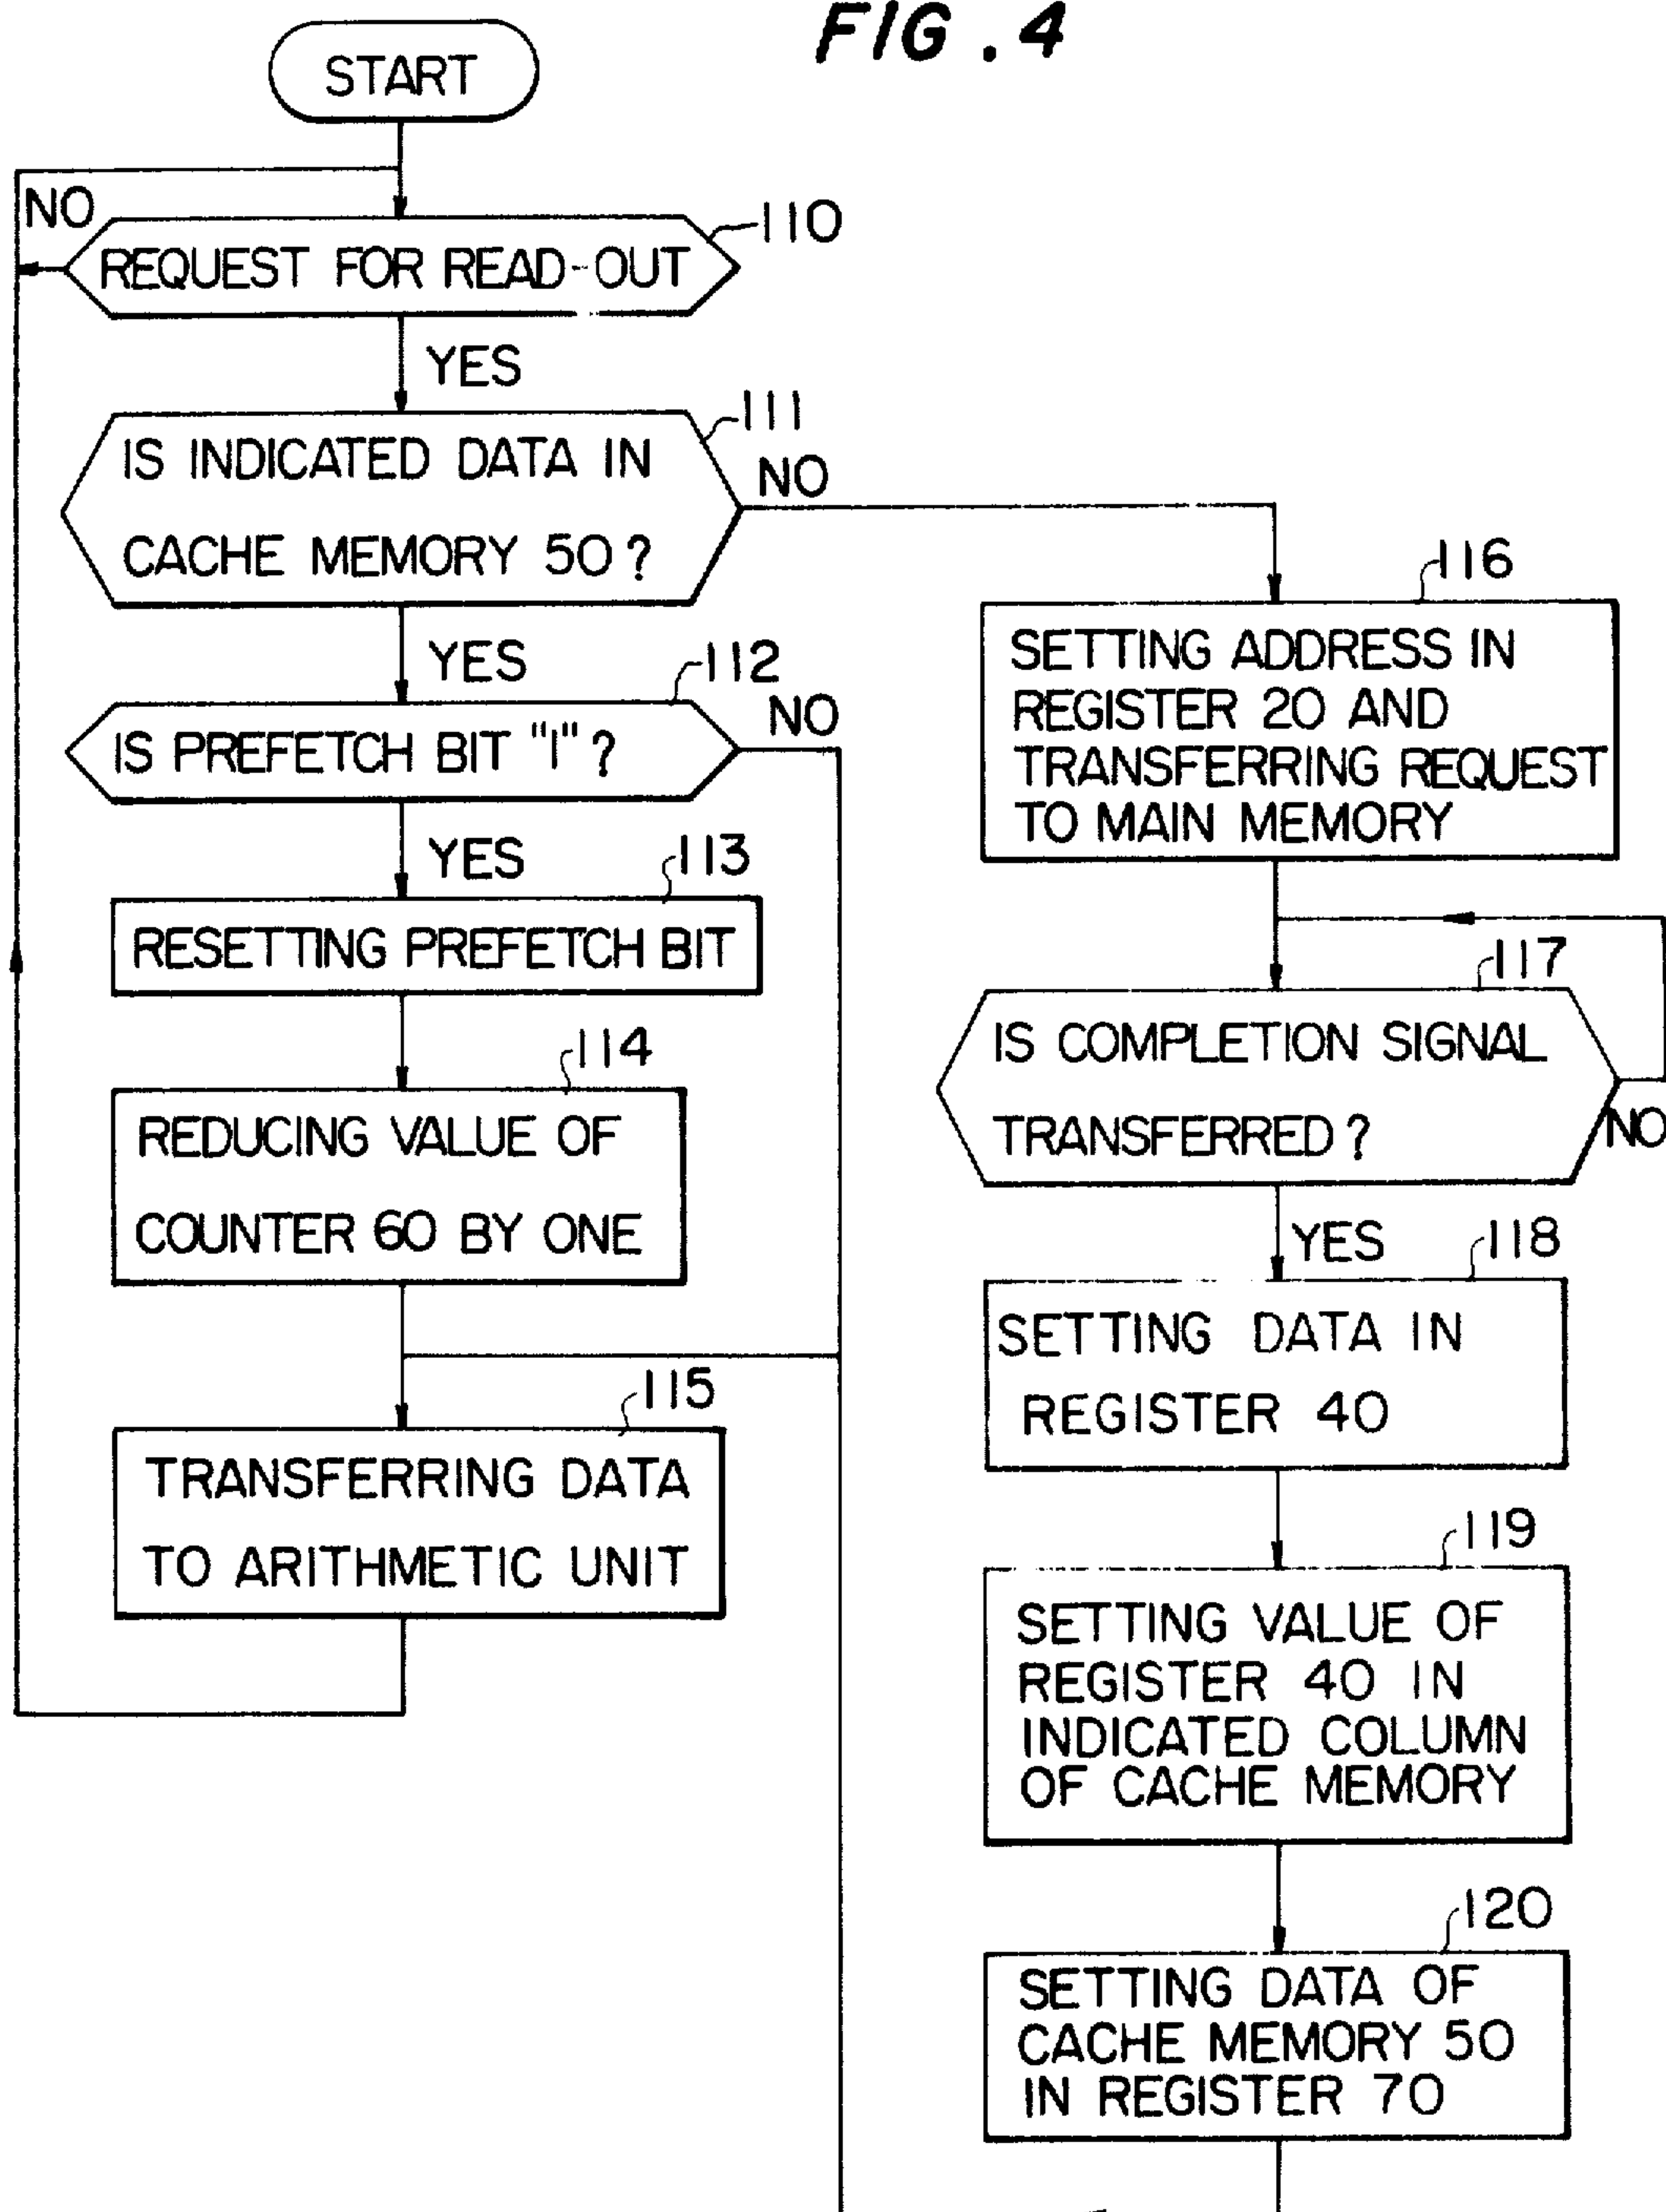 FIG. 4
START
NO
REQUEST FOR READ-OUT
110
YES
IS INDICATED DATA IN
CACHE MEMORY 50?
111
NO
YES
IS PREFETCH BIT "1"?
112
NO
YES
RESETTING PREFETCH BIT
113
REDUCING VALUE OF
COUNTER 60 BY ONE
114
TRANSFERRING DATA
TO ARITHMETIC UNIT
115
SETTING ADDRESS IN
REGISTER 20 AND
TRANSFERRING REQUEST
TO MAIN MEMORY
116
IS COMPLETION SIGNAL
TRANSFERRED?
117
NO
YES
SETTING DATA IN
REGISTER 40
118
SETTING VALUE OF
REGISTER 40 IN
INDICATED COLUMN
OF CACHE MEMORY
119
SETTING DATA OF
CACHE MEMORY 50
IN REGISTER 70
120